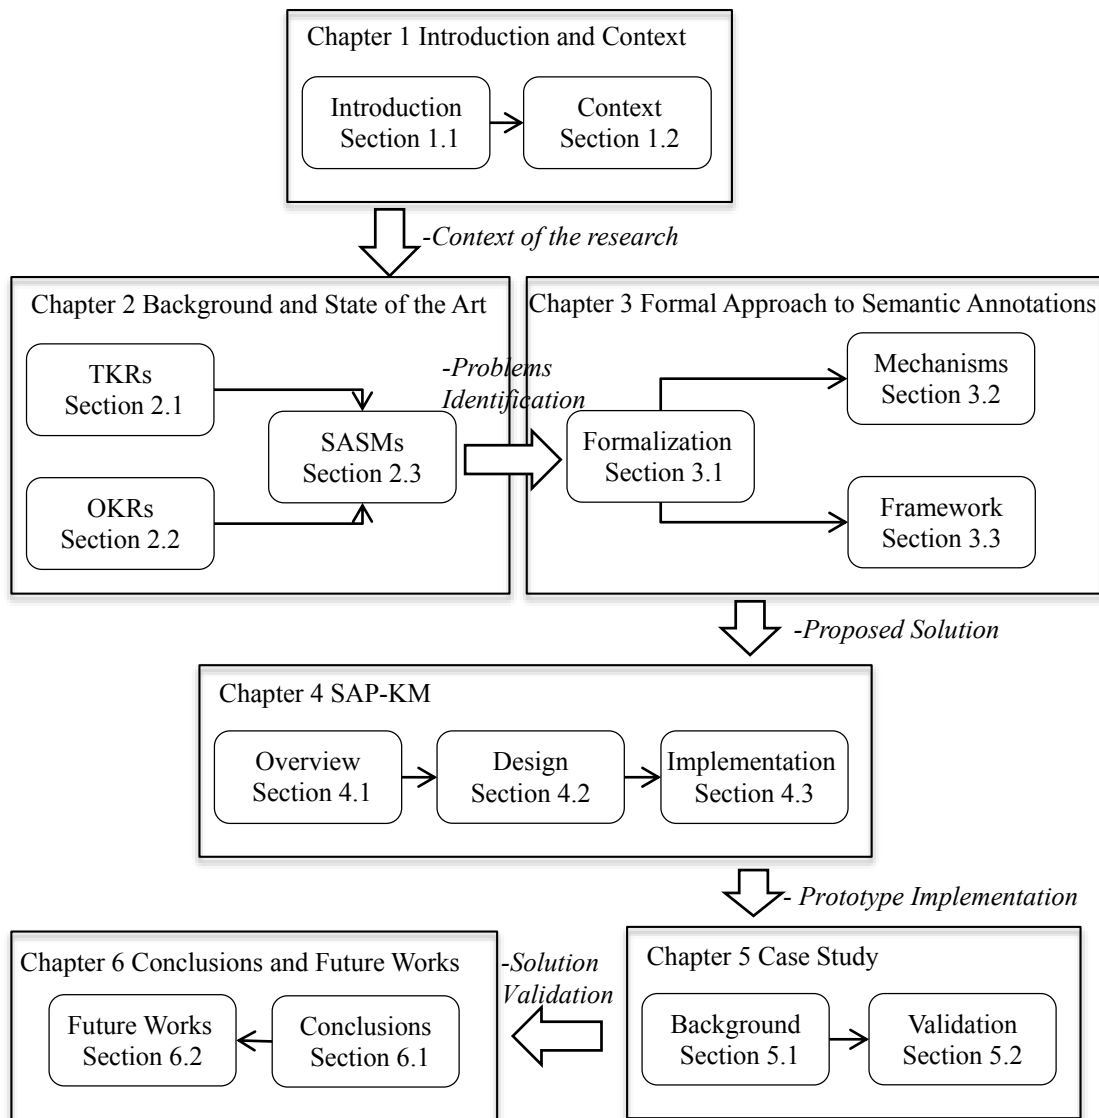 Chapter 1 Introduction and Context
Introduction
Section 1.1
Context
Section 1.2
-Context of the research
Chapter 2 Background and State of the Art
TKRs
Section 2.1
OKRs
Section 2.2
SASMs
Section 2.3
-Problems
Identification
Chapter 3 Formal Approach to Semantic Annotations
Formalization
Section 3.1
Mechanisms
Section 3.2
Framework
Section 3.3
-Proposed Solution
Chapter 4 SAP-KM
Overview
Section 4.1
Design
Section 4.2
Implementation
Section 4.3
- Prototype Implementation
Chapter 5 Case Study
Background
Section 5.1
Validation
Section 5.2
-Solution
Validation
Chapter 6 Conclusions and Future Works
Conclusions
Section 6.1
Future Works
Section 6.2